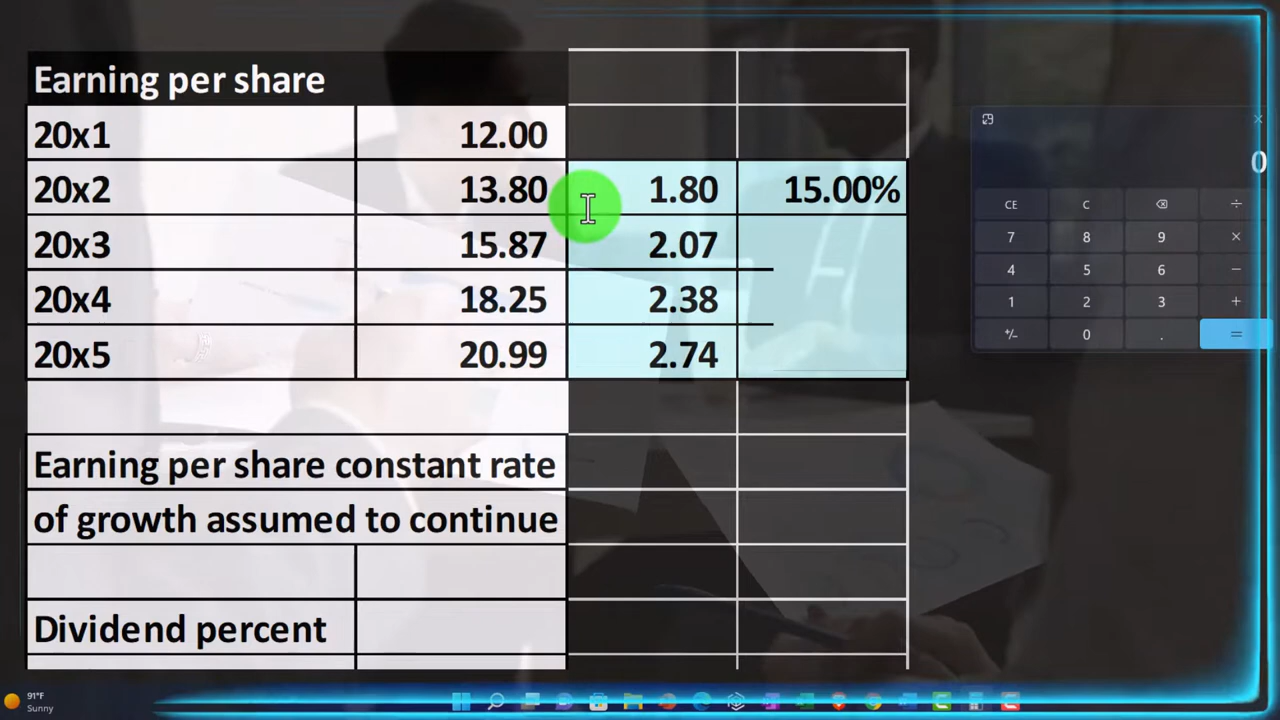 Earning per share
20x1 12.00
20x2 13.80 1.80 15.00%
20x3 15.87 2.07
20x4 18.25 2.38
20x5 20.99 2.74
Earning per share constant rate
of growth assumed to continue
Dividend percent
0
CE C ⌫ ÷
7 8 9 ×
4 5 6 −
1 2 3 +
+/− 0 . =
91°F
Sunny